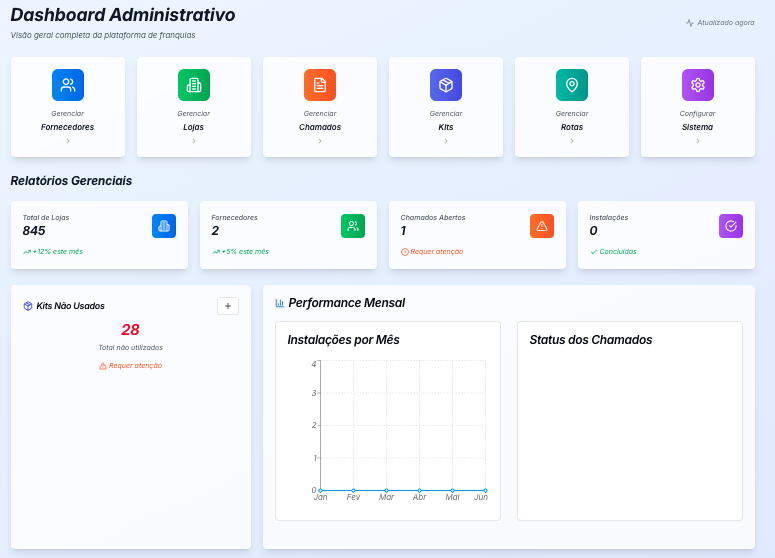 Dashboard Administrativo
Visão geral completa da plataforma de franquias
Atualizado agora
Gerenciar
Fornecedores
Gerenciar
Lojas
Gerenciar
Chamados
Gerenciar
Kits
Gerenciar
Rotas
Configurar
Sistema
Relatórios Gerenciais
Total de Lojas
845
+12% este mês
Fornecedores
2
+5% este mês
Chamados Abertos
1
Requer atenção
Instalações
0
Concluídas
Kits Não Usados
+
28
Total não utilizados
Requer atenção
Performance Mensal
Instalações por Mês
4
3
2
1
0
Jan Fev Mar Abr Mai Jun
Status dos Chamados